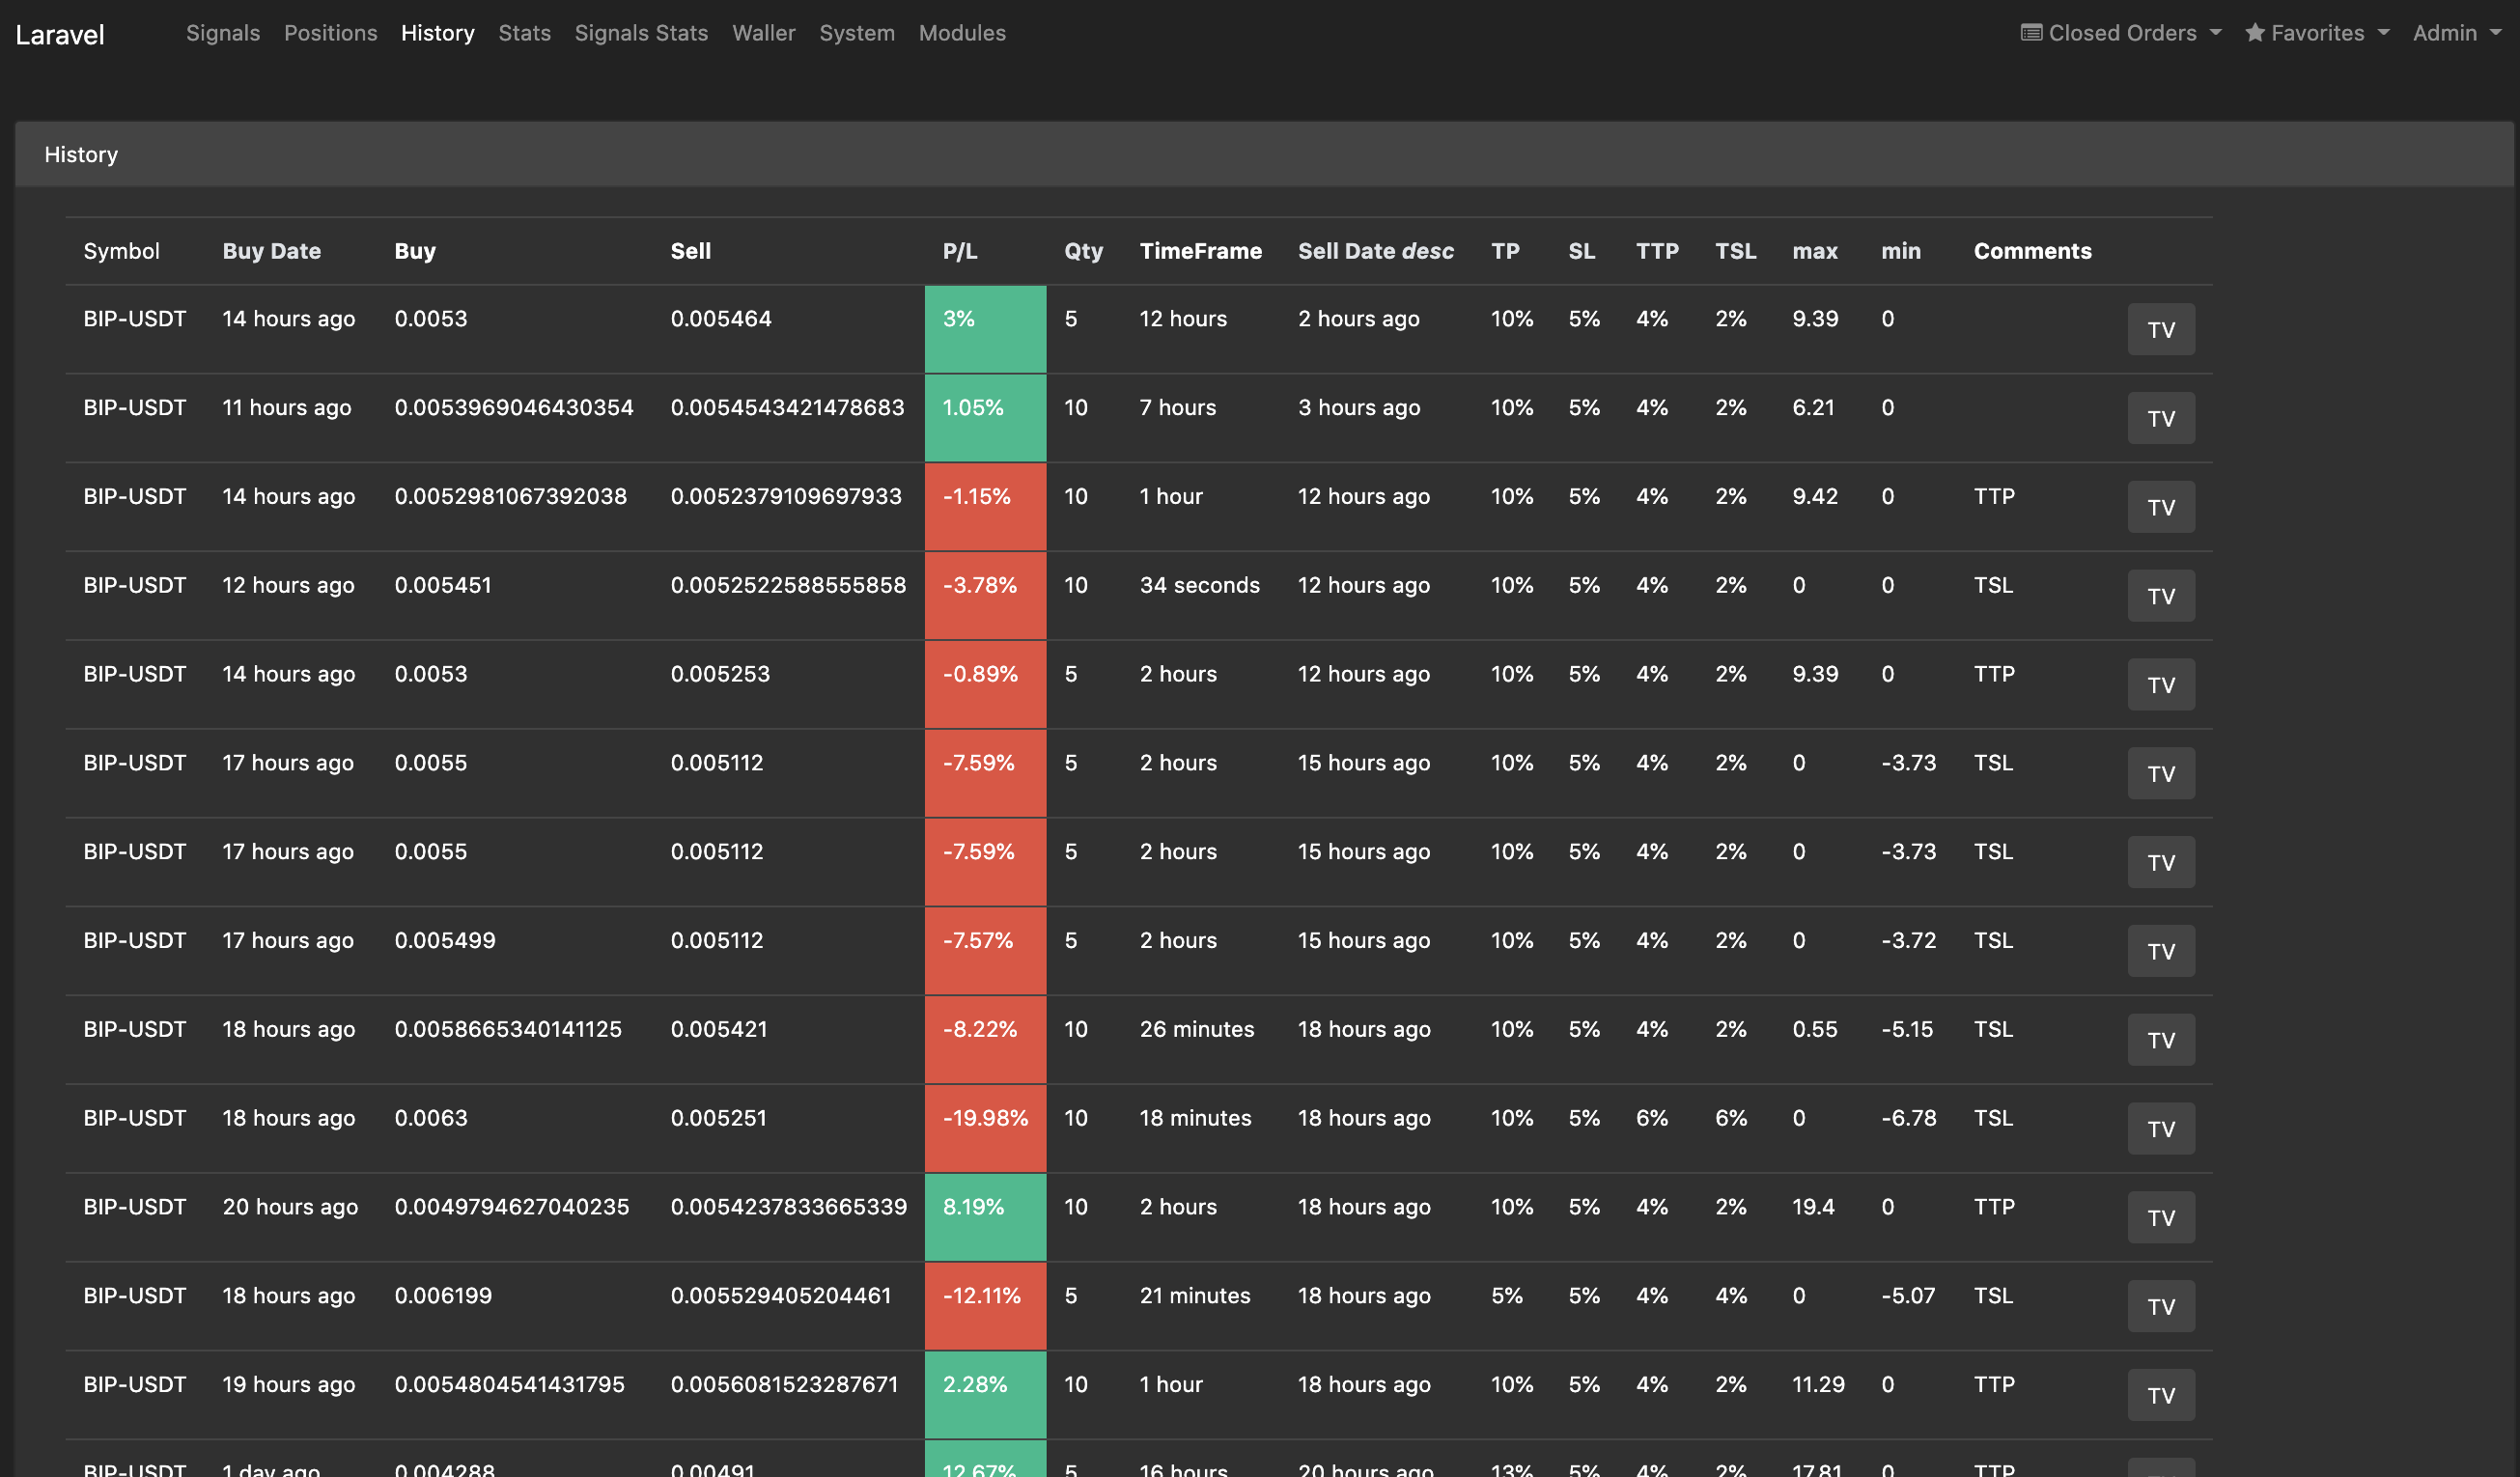 Laravel Signals Positions History Stats Signals Stats Waller System Modules Closed Orders Favorites Admin
History
Symbol Buy Date Buy Sell P/L Qty TimeFrame Sell Date desc TP SL TTP TSL max min Comments
BIP-USDT 14 hours ago 0.0053 0.005464 3% 5 12 hours 2 hours ago 10% 5% 4% 2% 9.39 0 TV
BIP-USDT 11 hours ago 0.0053969046430354 0.0054543421478683 1.05% 10 7 hours 3 hours ago 10% 5% 4% 2% 6.21 0 TV
BIP-USDT 14 hours ago 0.0052981067392038 0.0052379109697933 -1.15% 10 1 hour 12 hours ago 10% 5% 4% 2% 9.42 0 TTP TV
BIP-USDT 12 hours ago 0.005451 0.0052522588555858 -3.78% 10 34 seconds 12 hours ago 10% 5% 4% 2% 0 0 TSL TV
BIP-USDT 14 hours ago 0.0053 0.005253 -0.89% 5 2 hours 12 hours ago 10% 5% 4% 2% 9.39 0 TTP TV
BIP-USDT 17 hours ago 0.0055 0.005112 -7.59% 5 2 hours 15 hours ago 10% 5% 4% 2% 0 -3.73 TSL TV
BIP-USDT 17 hours ago 0.0055 0.005112 -7.59% 5 2 hours 15 hours ago 10% 5% 4% 2% 0 -3.73 TSL TV
BIP-USDT 17 hours ago 0.005499 0.005112 -7.57% 5 2 hours 15 hours ago 10% 5% 4% 2% 0 -3.72 TSL TV
BIP-USDT 18 hours ago 0.0058665340141125 0.005421 -8.22% 10 26 minutes 18 hours ago 10% 5% 4% 2% 0.55 -5.15 TSL TV
BIP-USDT 18 hours ago 0.0063 0.005251 -19.98% 10 18 minutes 18 hours ago 10% 5% 6% 6% 0 -6.78 TSL TV
BIP-USDT 20 hours ago 0.0049794627040235 0.0054237833665339 8.19% 10 2 hours 18 hours ago 10% 5% 4% 2% 19.4 0 TTP TV
BIP-USDT 18 hours ago 0.006199 0.005529405204461 -12.11% 5 21 minutes 18 hours ago 5% 5% 4% 4% 0 -5.07 TSL TV
BIP-USDT 19 hours ago 0.0054804541431795 0.0056081523287671 2.28% 10 1 hour 18 hours ago 10% 5% 4% 2% 11.29 0 TTP TV
BIP-USDT 1 day ago 0.004288 0.00491 12.67% 5 16 hours 20 hours ago 13% 5% 4% 2% 17.81 0 TTP